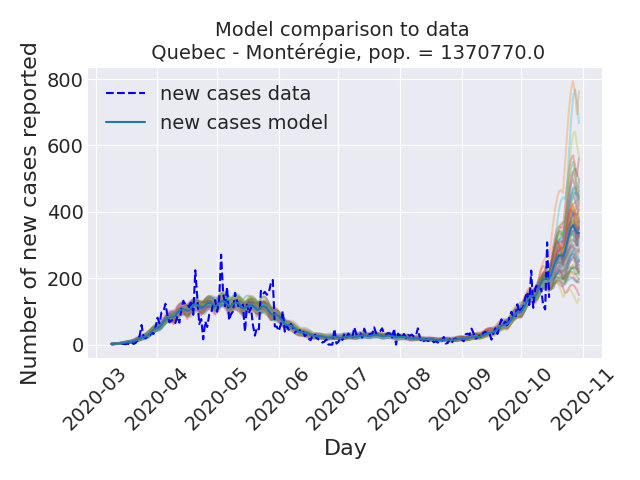 Model comparison to data
Quebec - Montérégie, pop. = 1370770.0
Number of new cases reported
800
600
400
200
0
new cases data
new cases model
2020-03
2020-04
2020-05
2020-06
2020-07
2020-08
2020-09
2020-10
2020-11
Day